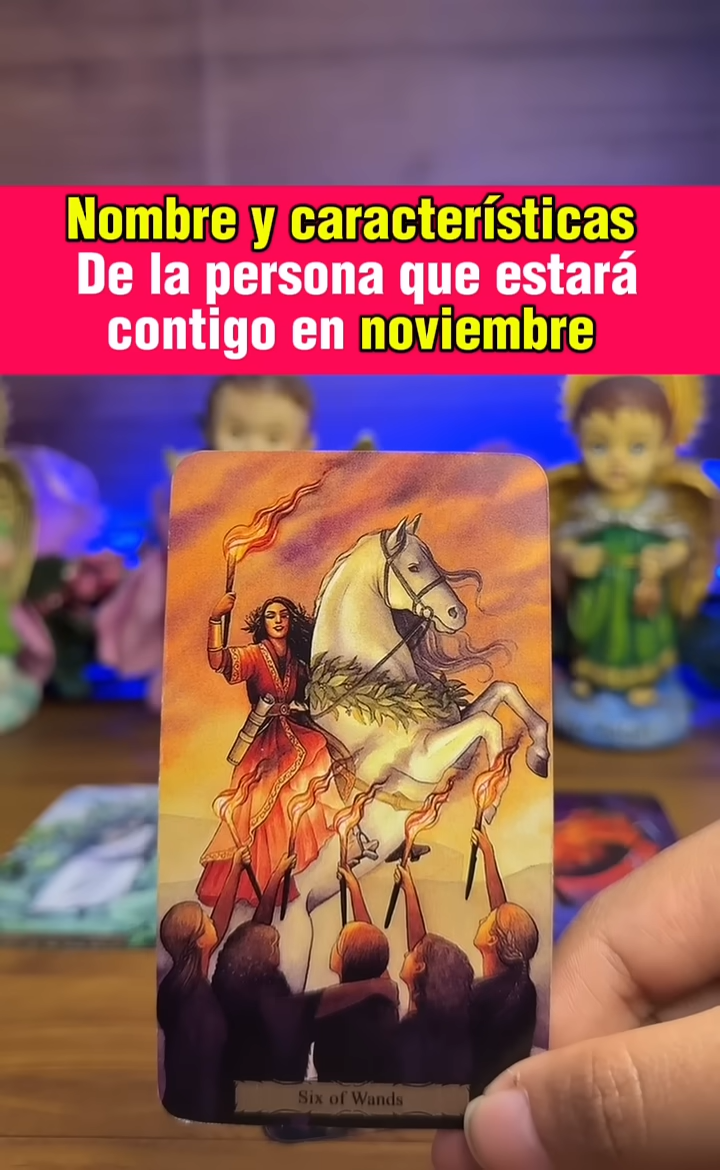 Nombre y características
De la persona que estará
contigo en noviembre
Six of Wands